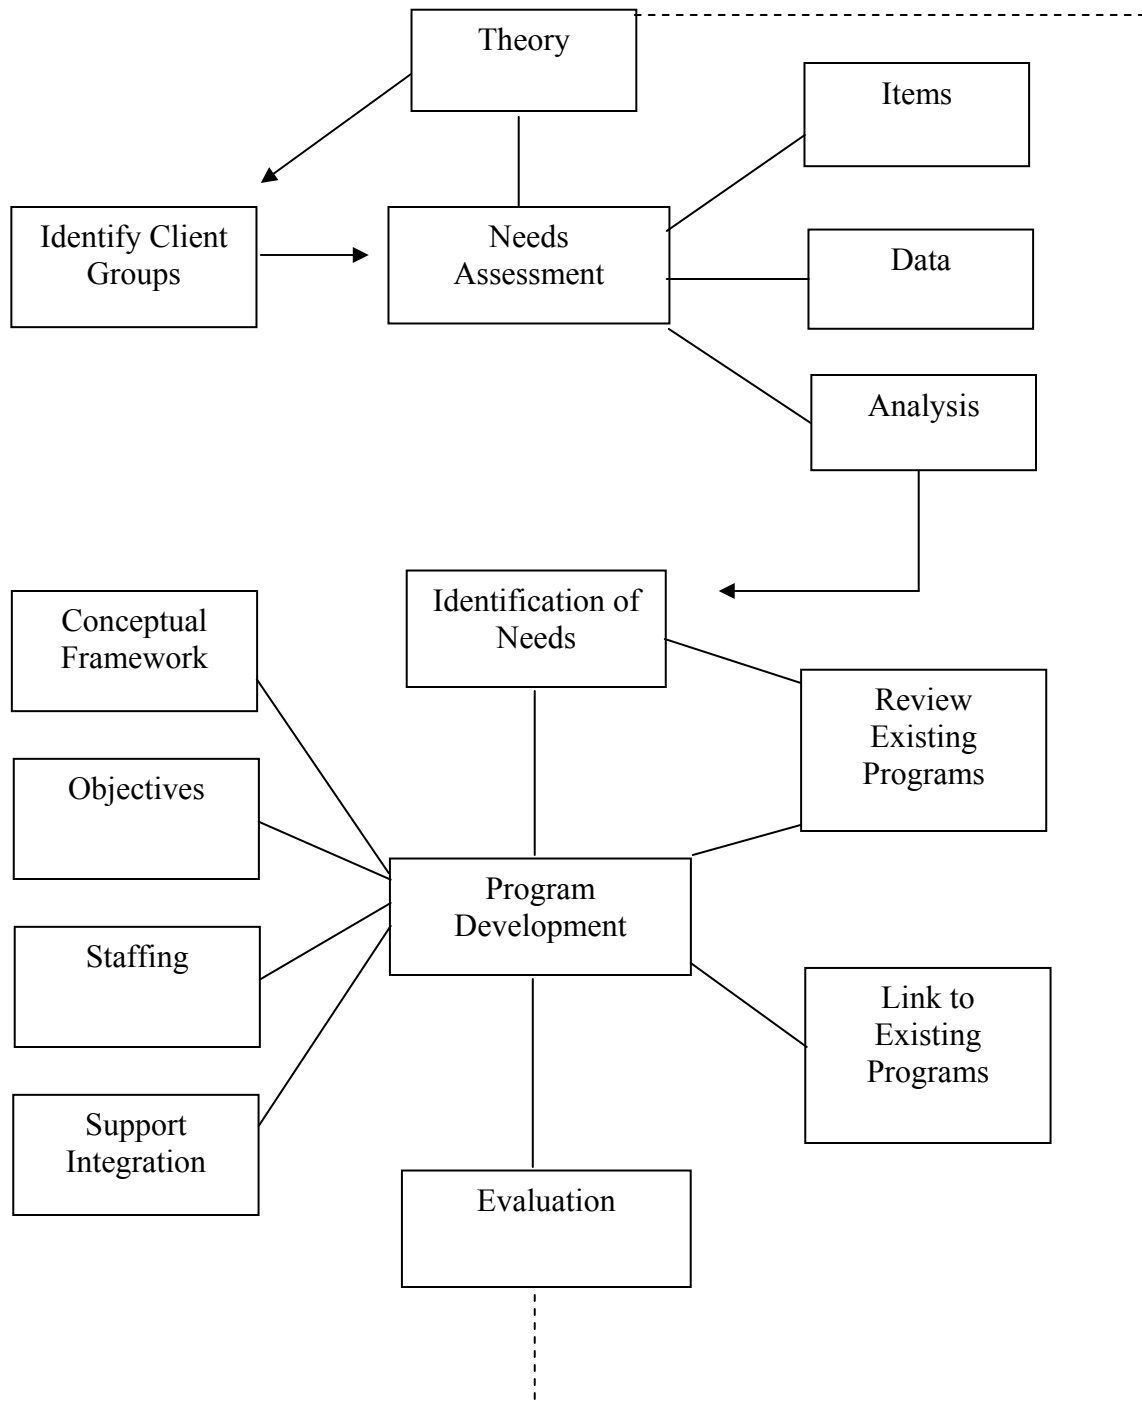 Theory
Items
Identify Client
Groups
Needs
Assessment
Data
Analysis
Conceptual
Framework
Identification of
Needs
Review
Existing
Programs
Objectives
Program
Development
Staffing
Link to
Existing
Programs
Support
Integration
Evaluation